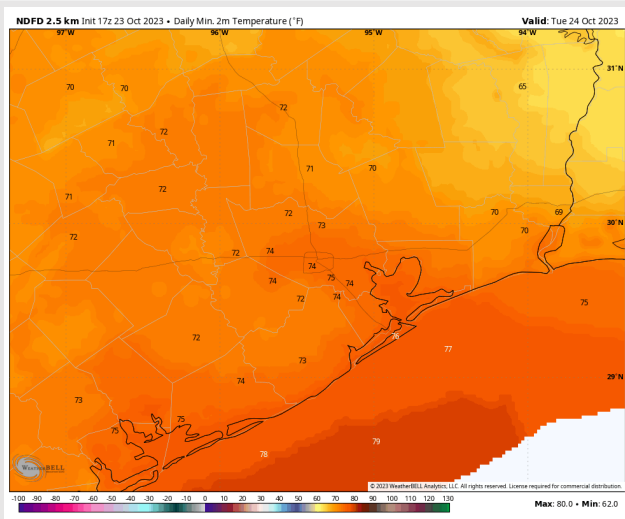 NDFD 2.5 km Init 17z 23 Oct 2023 • Daily Min. 2m Temperature (°F)
Valid: Tue 24 Oct 2023
97°W 96°W 95°W 94°W
31°N
70 70 65
72
72
71
71 70
72
71
72 70 69
30°N
73 70
72
72 74
74
75
74 74
72 74 75
76
72 77
73
29°N
74
73
75
75
79
78
WEATHERBELL
© 2023 WeatherBELL Analytics, LLC. All rights reserved. License required for commercial distribution.
-100 -90 -80 -70 -60 -50 -40 -30 -20 -10 0 10 20 30 40 50 60 70 80 90 100 110 120 130
Max: 80.0 • Min: 62.0